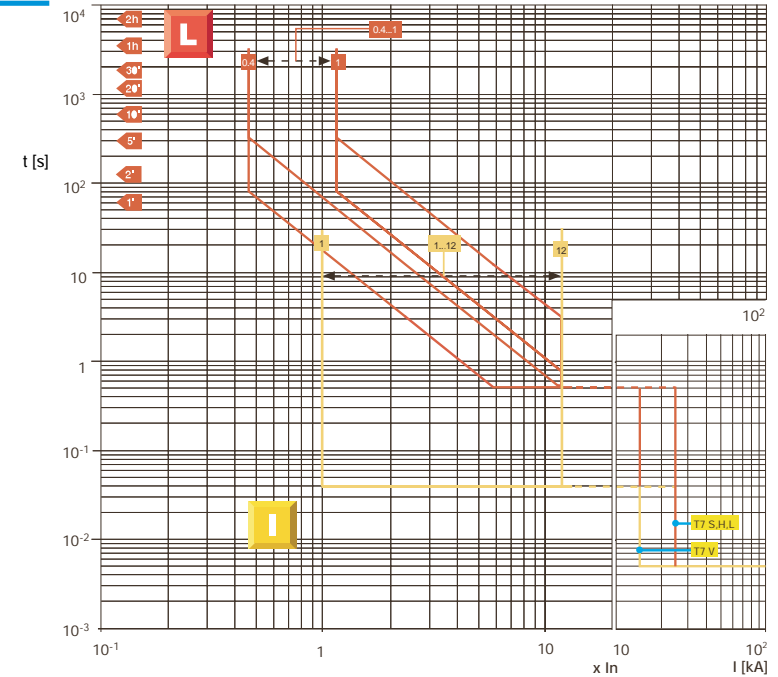 10⁴
2h
L
0.4...1
1h
0.4
1
30'
20'
10³
10'
5'
t [s]
2'
10²
1'
1
1...12
12
10
10²
1
10⁻¹
I
T7 S,H,L
10⁻²
T7 V
10⁻³
10⁻¹
1
10
10
10²
x In
I [kA]